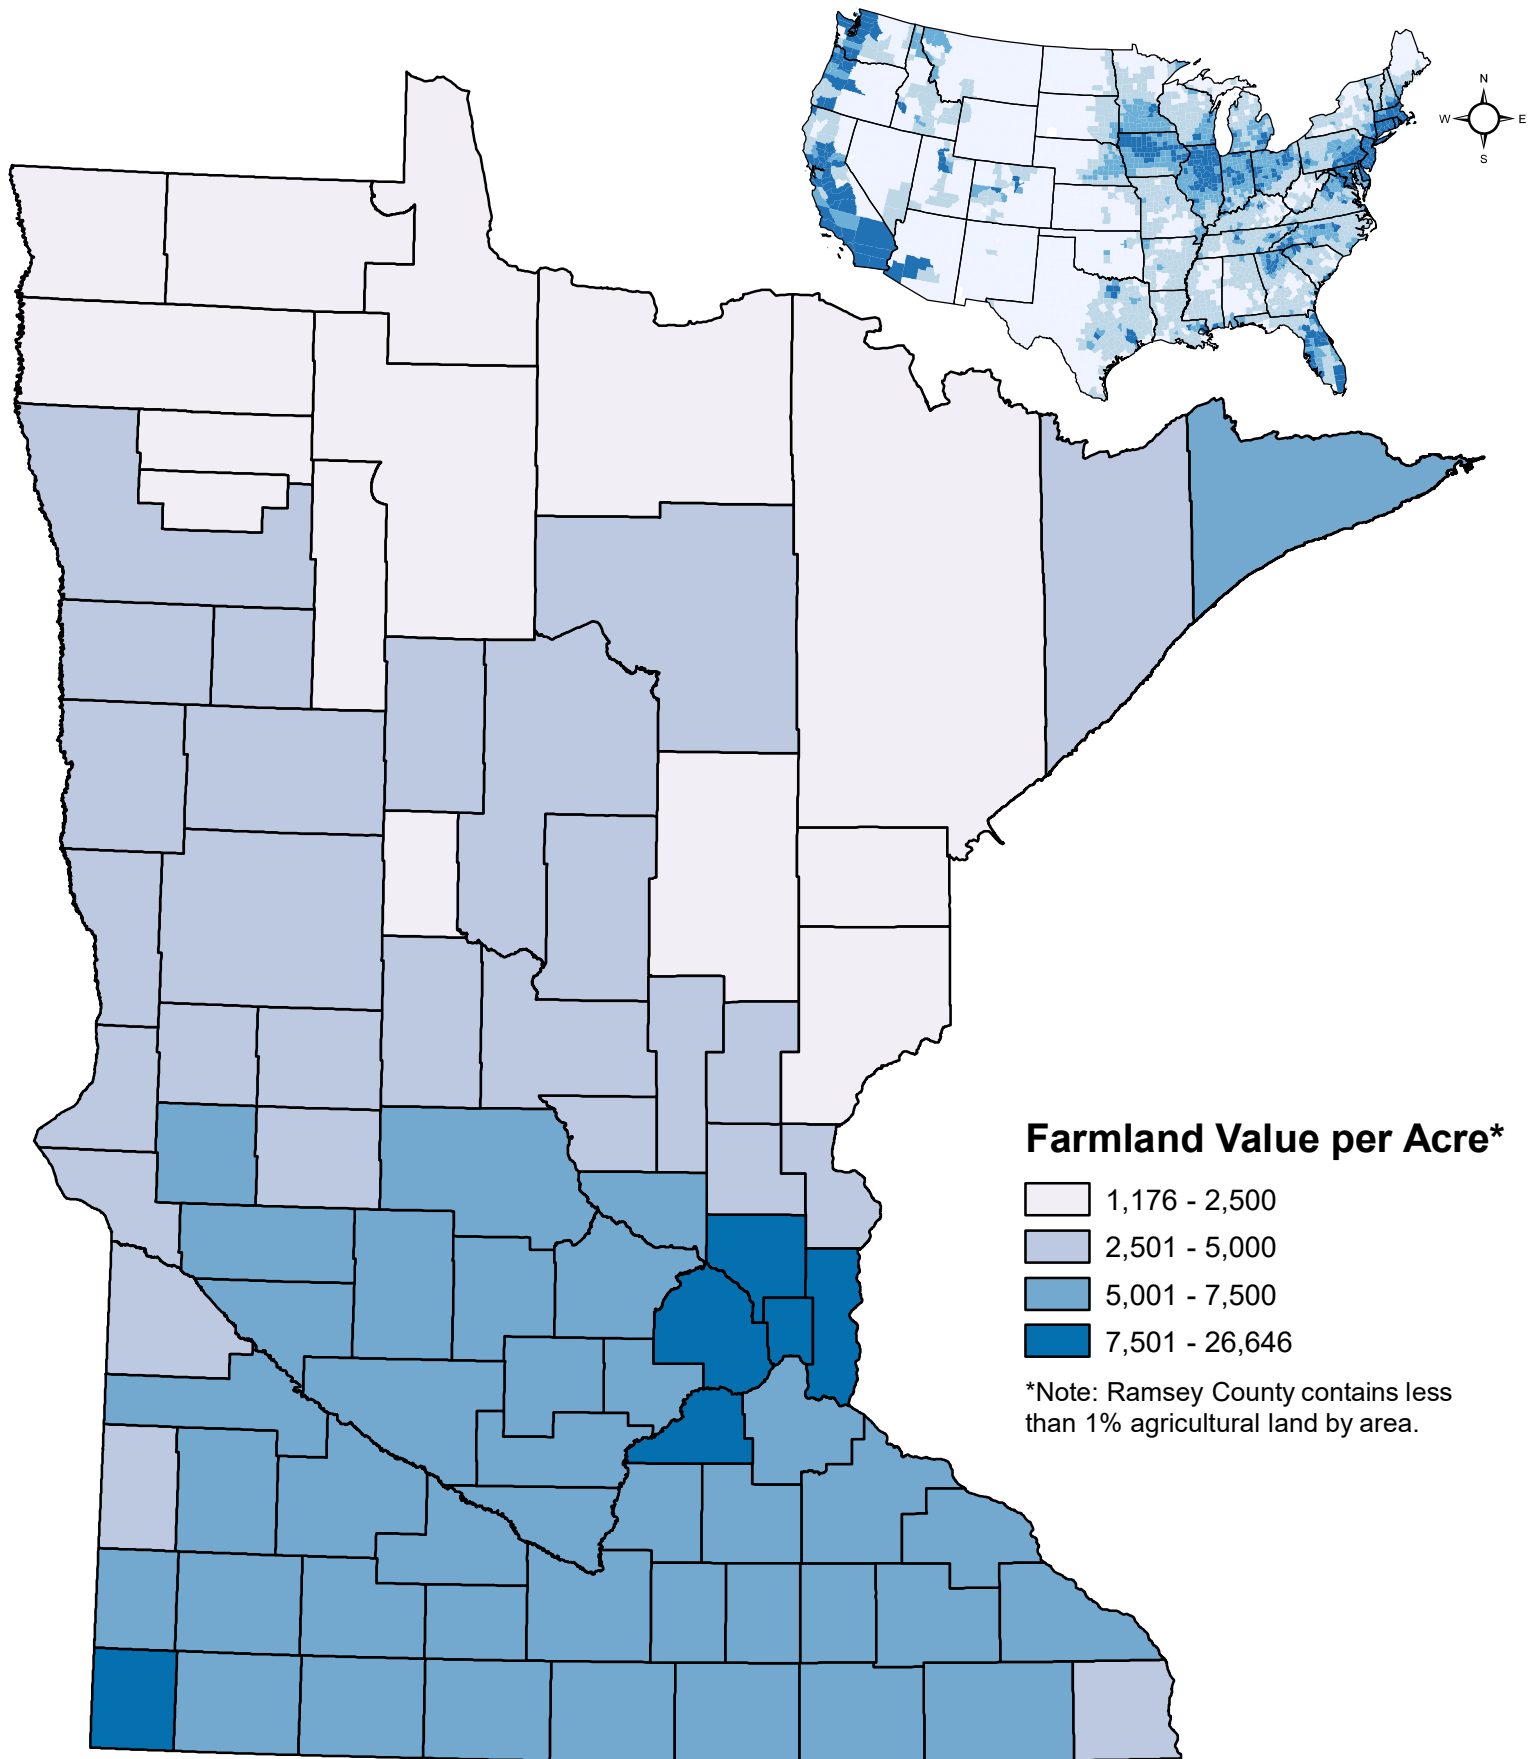 N
W E
S
Farmland Value per Acre*
1,176 - 2,500
2,501 - 5,000
5,001 - 7,500
7,501 - 26,646
*Note: Ramsey County contains less
than 1% agricultural land by area.